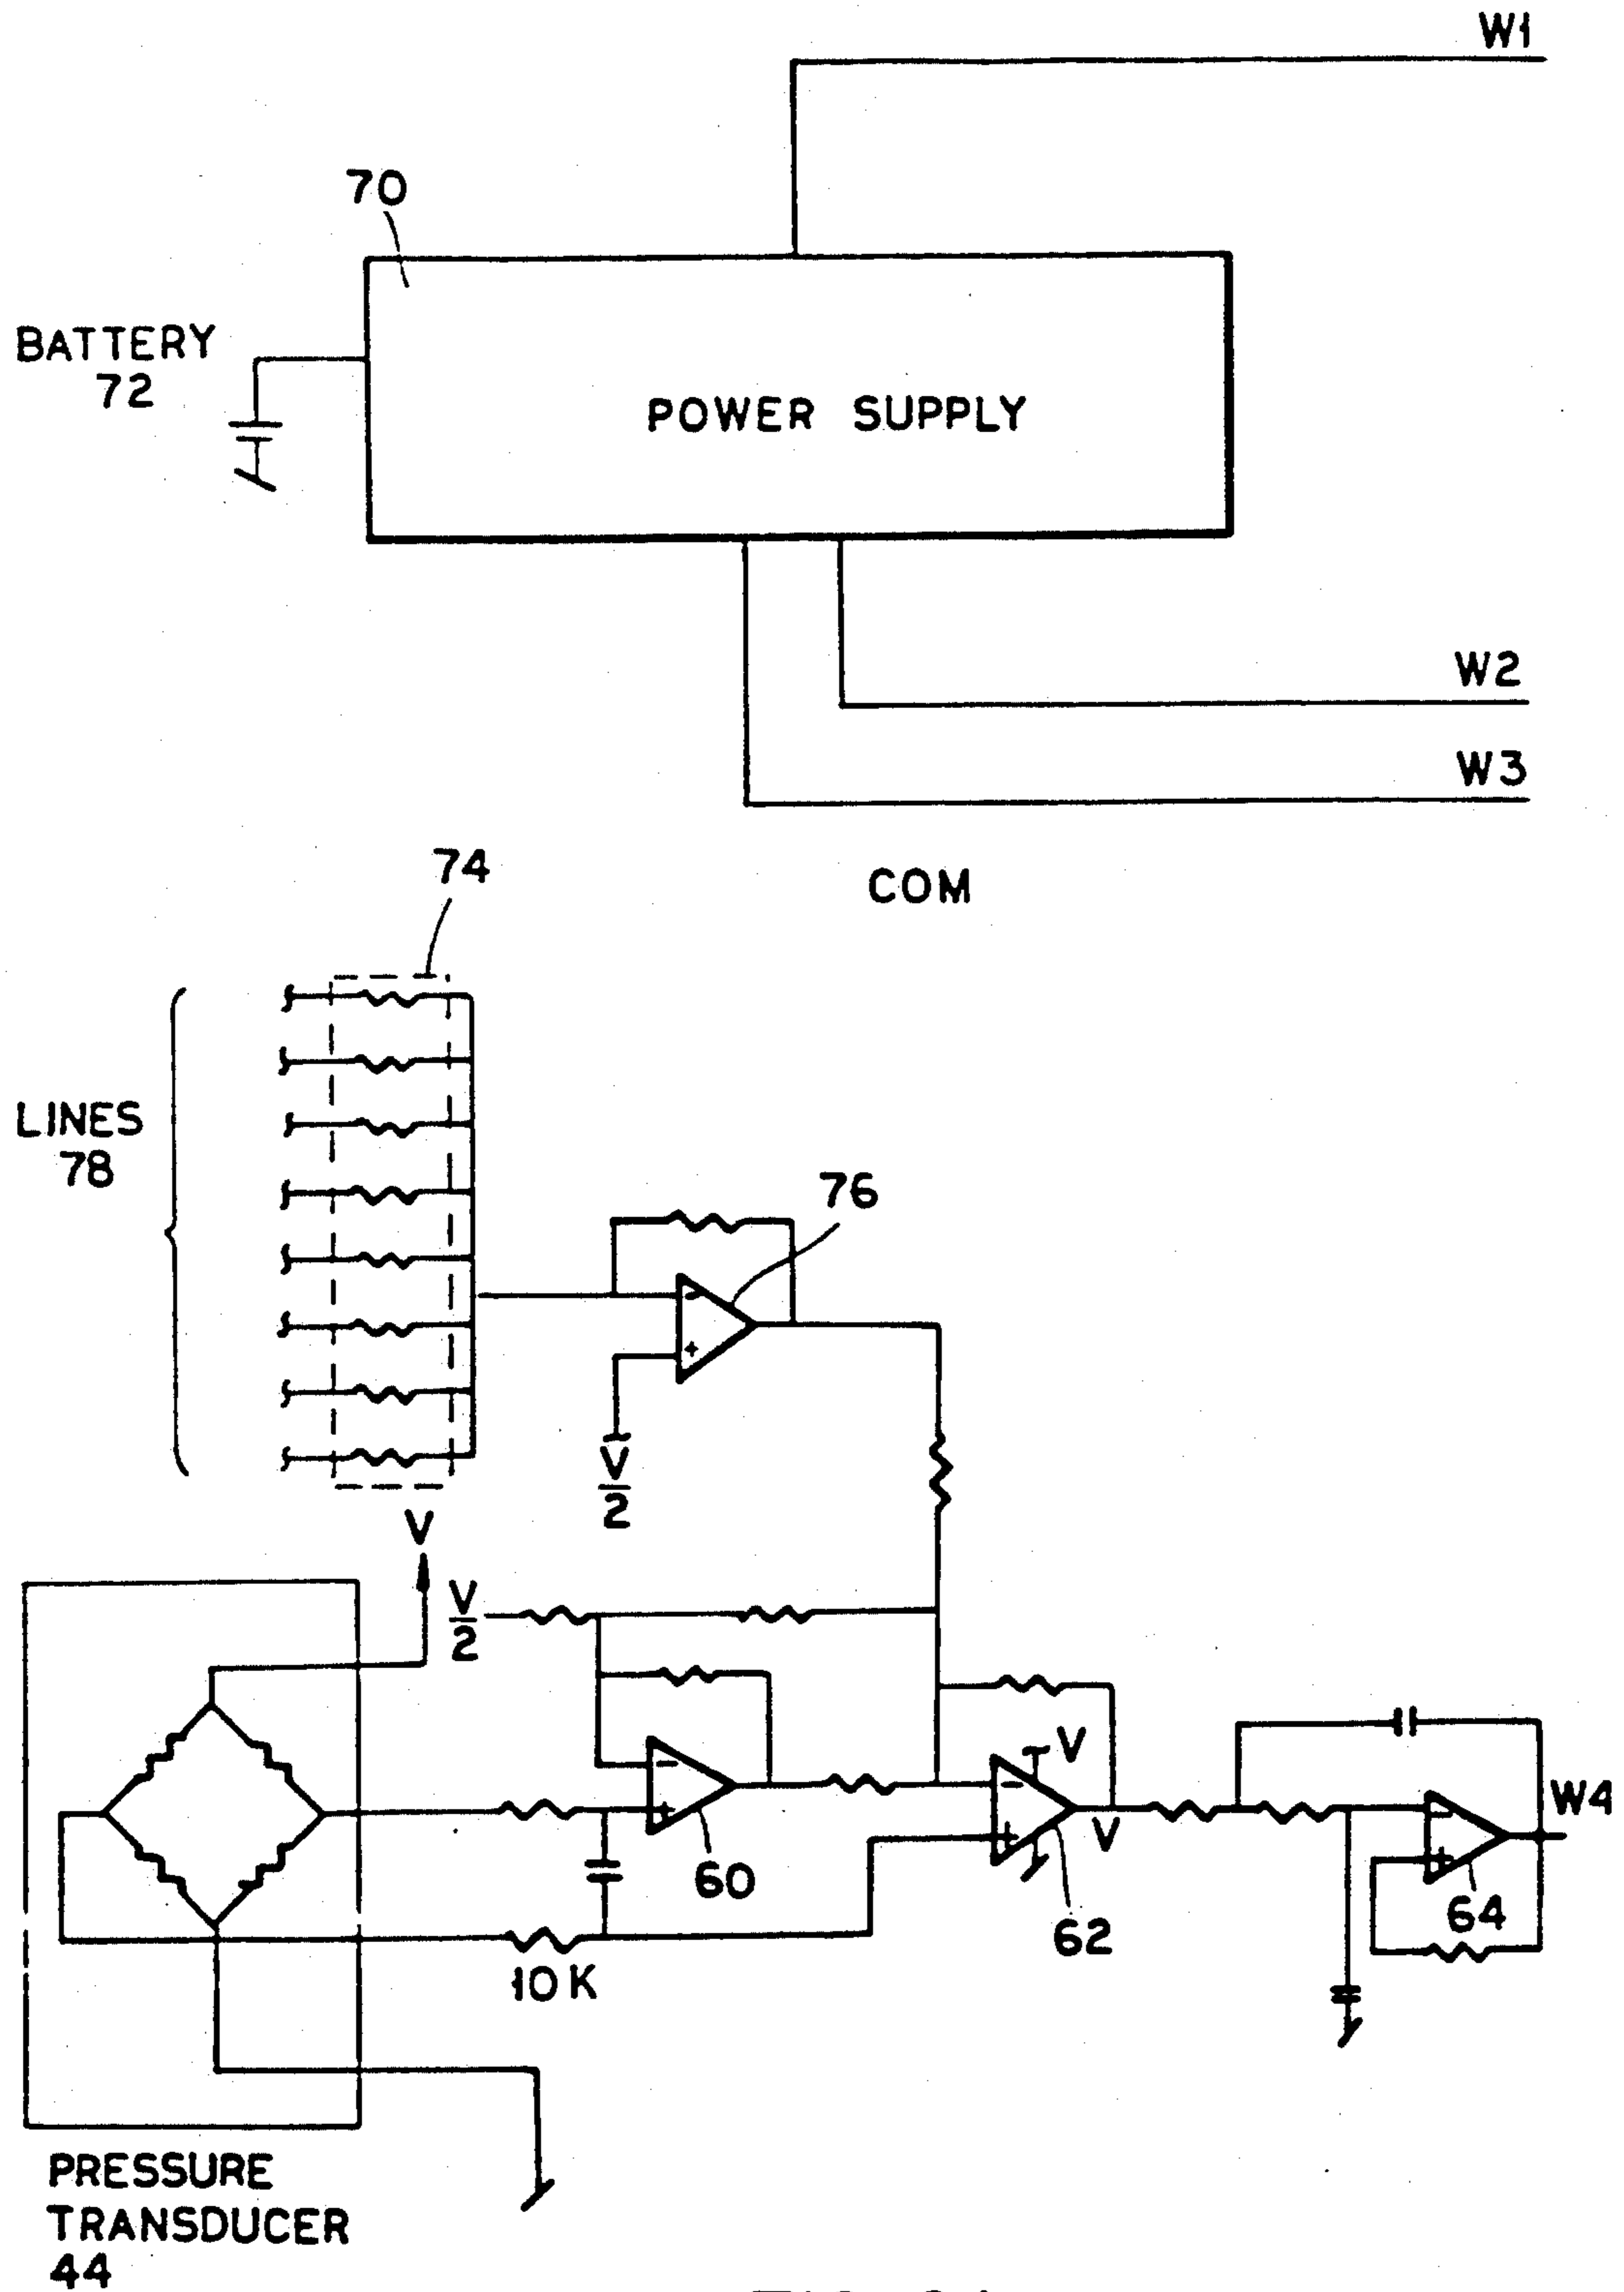 W1
70
BATTERY
72
POWER SUPPLY
W2
W3
74
COM
LINES
78
76
V
2
V
V
2
V
W4
V
60
62
64
10K
PRESSURE
TRANSDUCER
44